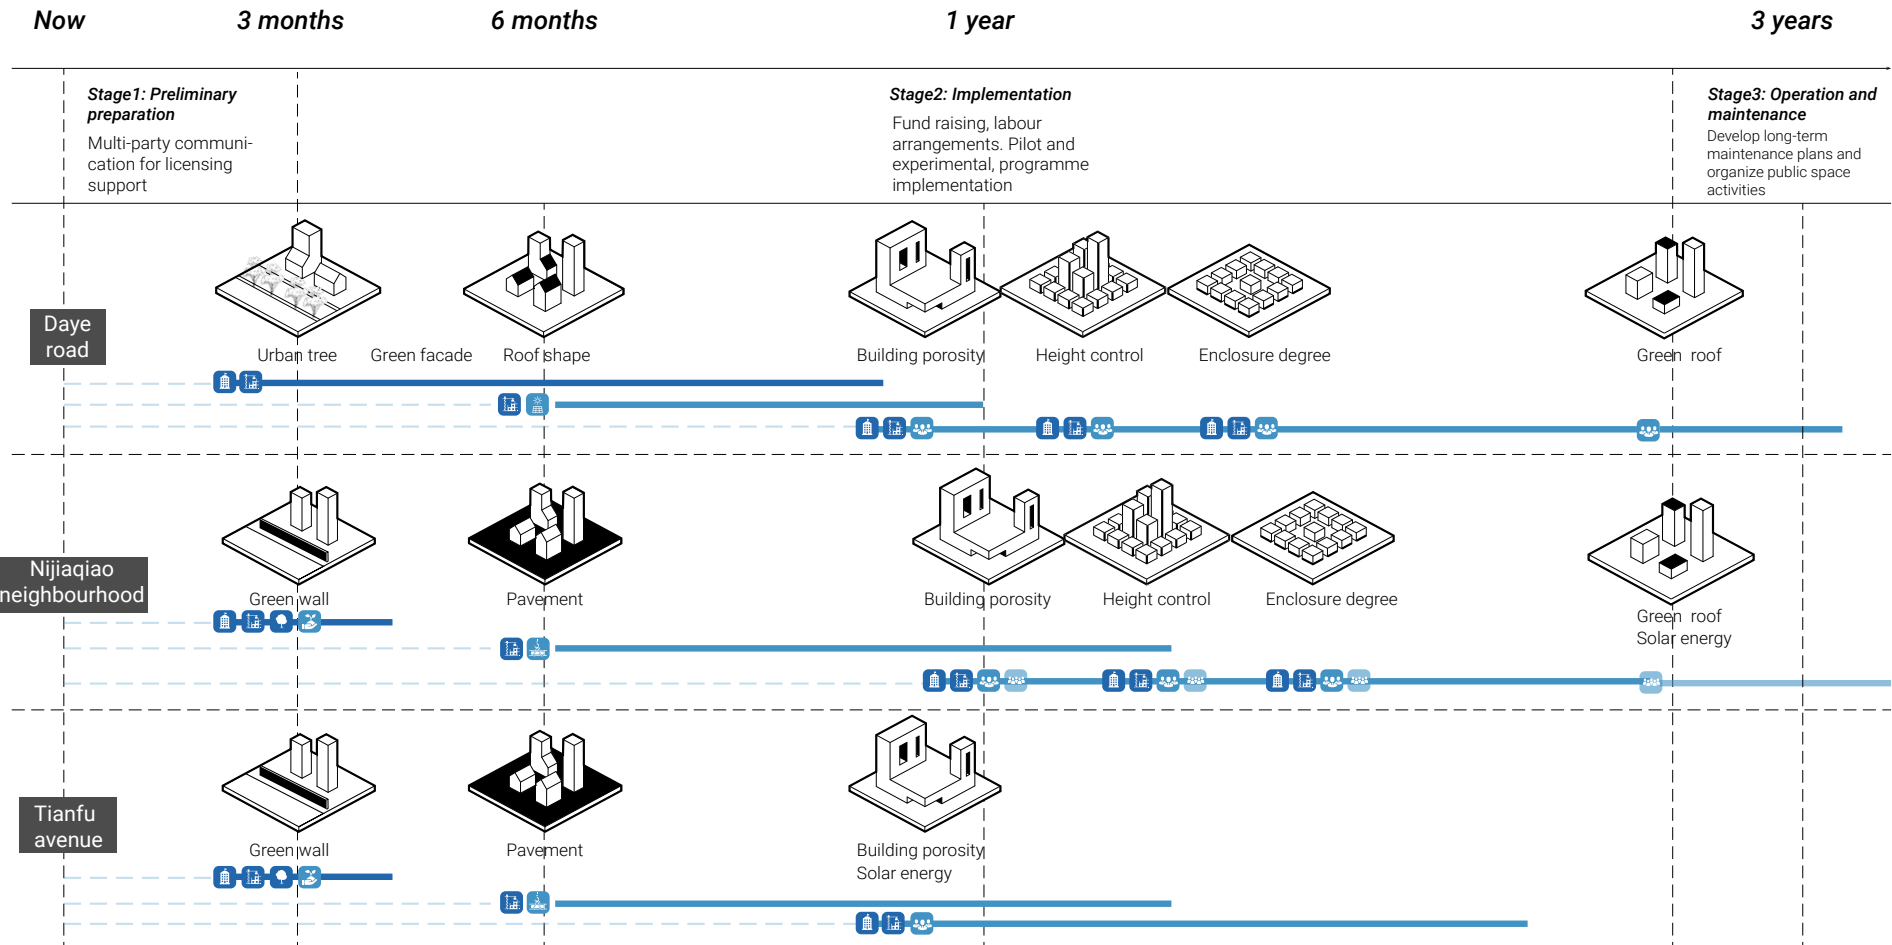 Now
3 months
6 months
1 year
3 years
Stage1: Preliminary
preparation
Multi-party communi-
cation for licensing
support
Stage2: Implementation
Fund raising, labour
arrangements. Pilot and
experimental, programme
implementation
Stage3: Operation and
maintenance
Develop long-term
maintenance plans and
organize public space
activities
Daye
road
Urban tree
Green facade
Roof shape
Building porosity
Height control
Enclosure degree
Green roof
Nijiaqiao
neighbourhood
Green wall
Pavement
Building porosity
Height control
Enclosure degree
Green roof
Solar energy
Tianfu
avenue
Green wall
Pavement
Building porosity
Solar energy